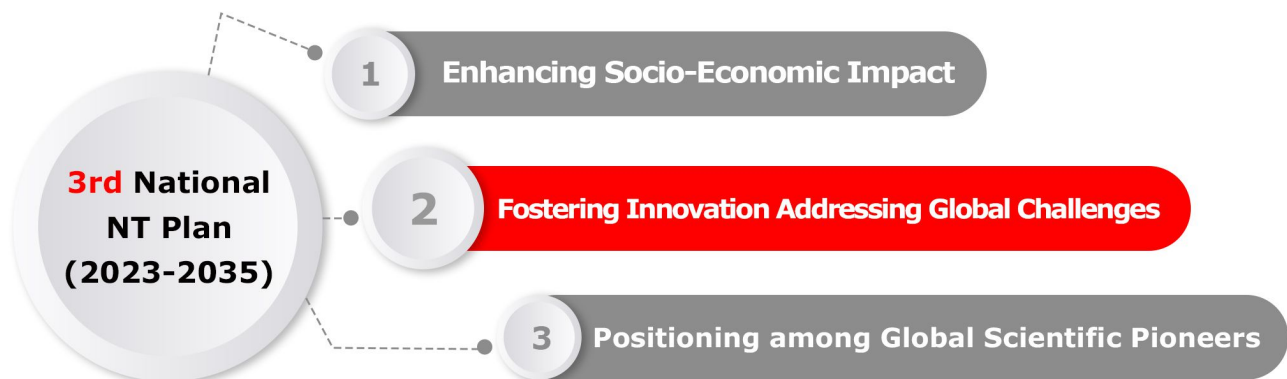 1
Enhancing Socio-Economic Impact
3rd National
NT Plan
(2023-2035)
2
Fostering Innovation Addressing Global Challenges
3
Positioning among Global Scientific Pioneers